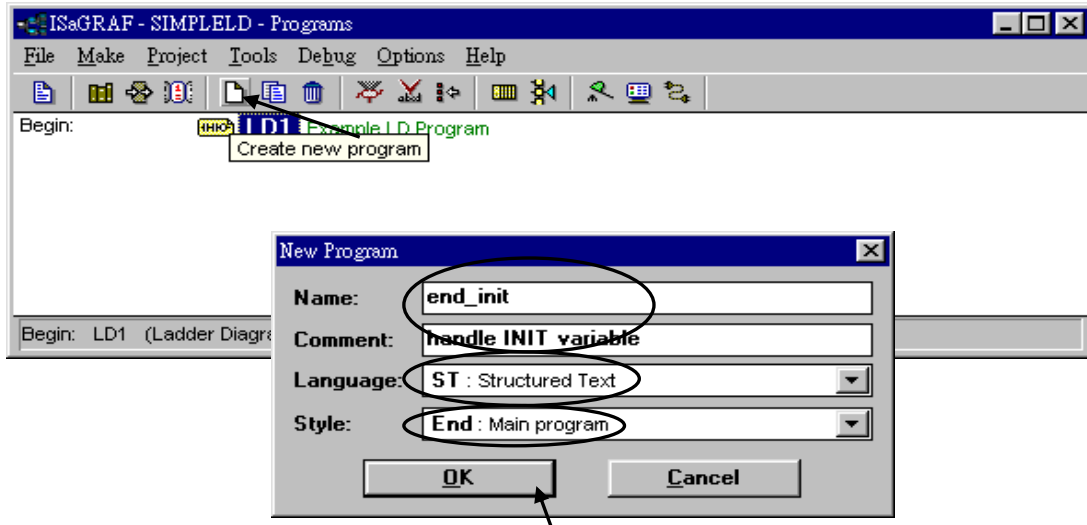 ISaGRAF - SIMPLELD - Programs
File Make Project Tools Debug Options Help
Begin: LD1 Example LD Program
Create new program
New Program
Name: end_init
Begin: LD1 (Ladder Diagra
Comment: handle INIT variable
Language: ST : Structured Text
Style: End : Main program
OK Cancel